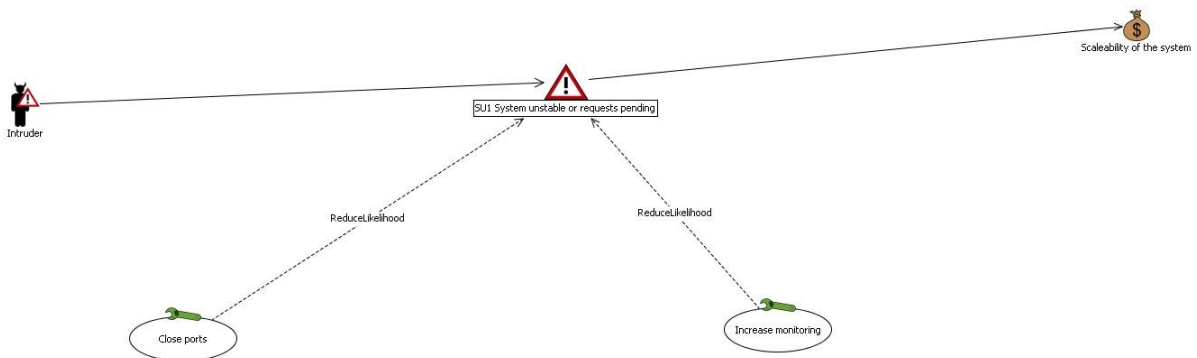 Scaleability of the system
SU1 System unstable or requests pending
Intruder
ReduceLikelihood
ReduceLikelihood
Close ports
Increase monitoring